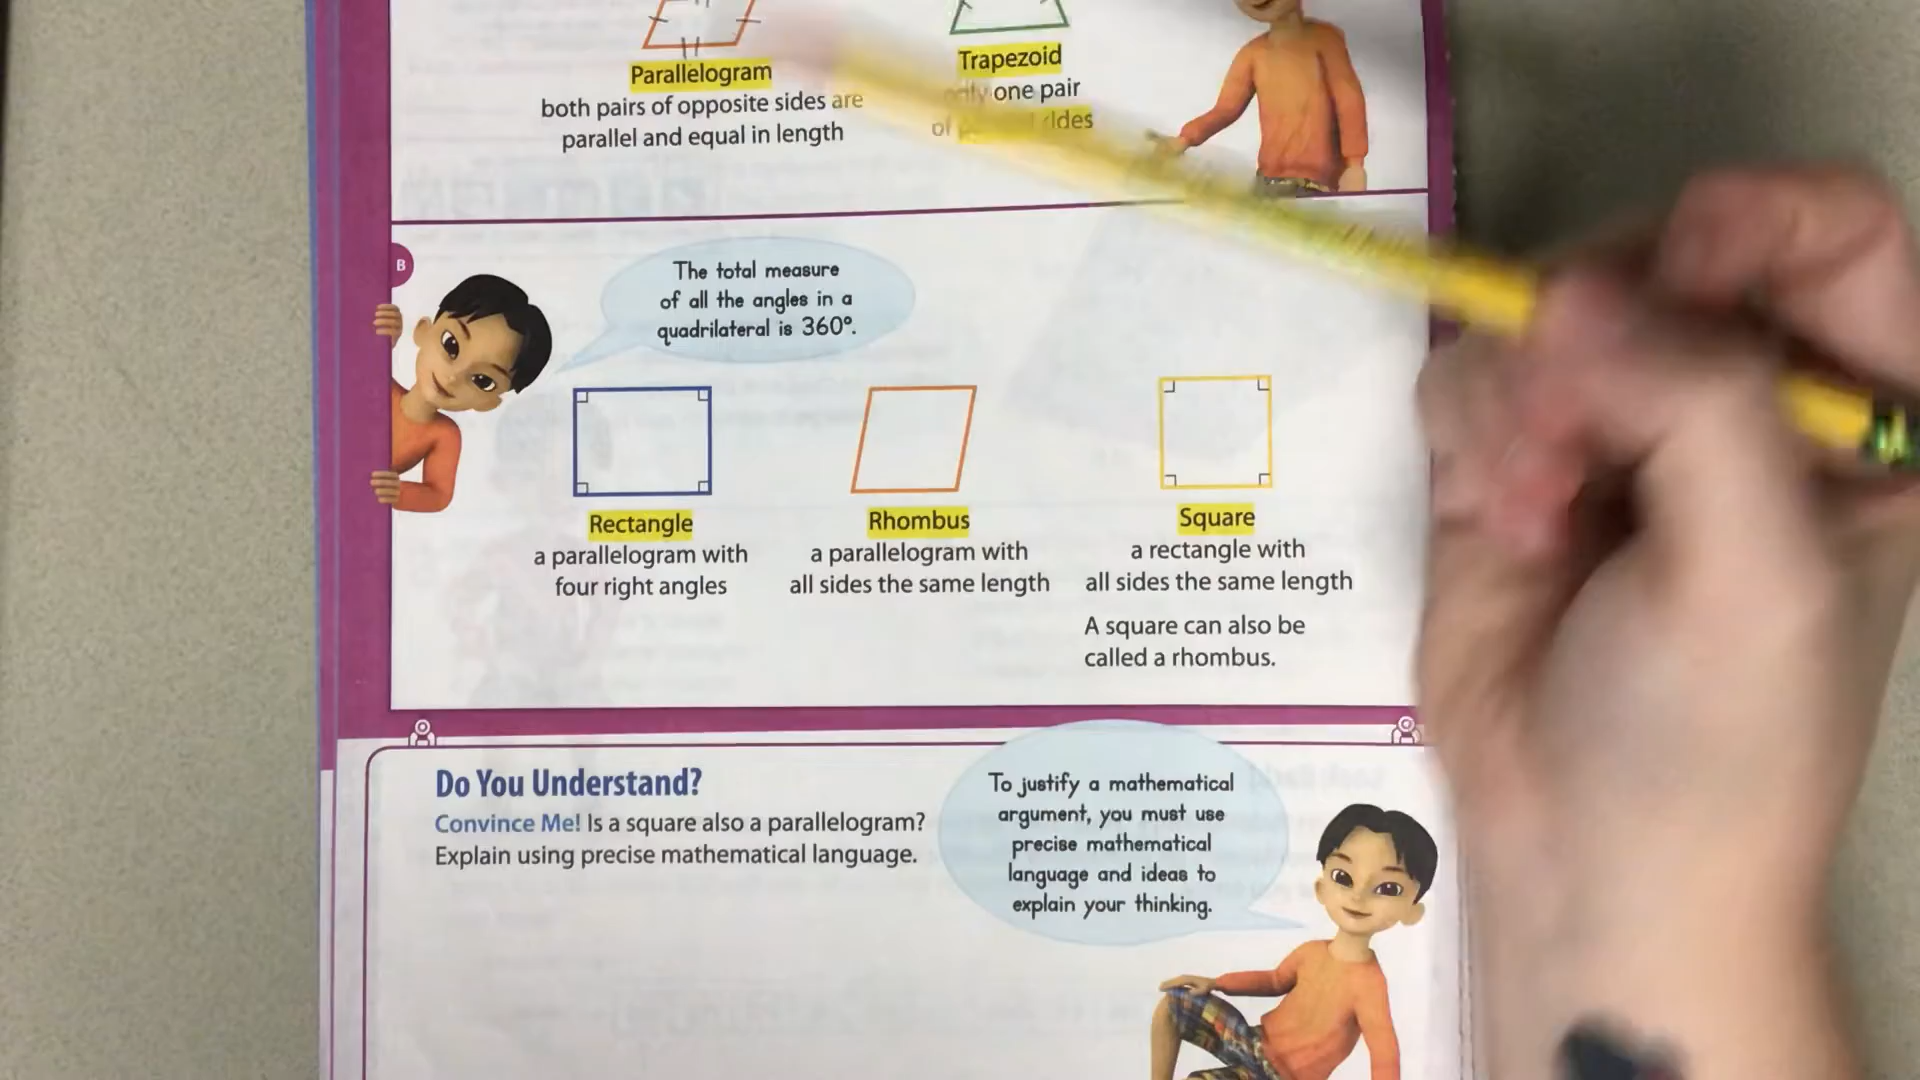 Parallelogram
both pairs of opposite sides are
parallel and equal in length
Trapezoid
only one pair
of sides
B
The total measure
of all the angles in a
quadrilateral is 360°.
Rectangle
a parallelogram with
four right angles
Rhombus
a parallelogram with
all sides the same length
Square
a rectangle with
all sides the same length
A square can also be
called a rhombus.
Do You Understand?
Convince Me! Is a square also a parallelogram?
Explain using precise mathematical language.
To justify a mathematical
argument, you must use
precise mathematical
language and ideas to
explain your thinking.